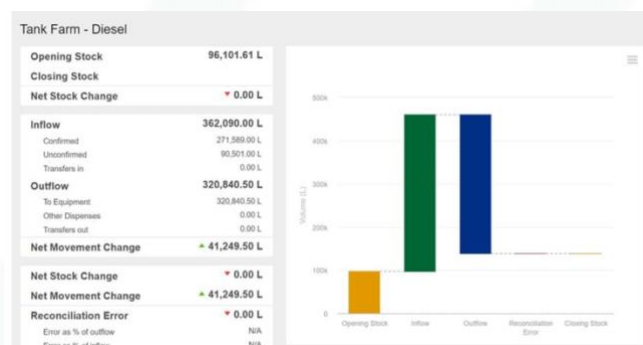 Tank Farm - Diesel
Opening Stock 96,101.61 L
Closing Stock
Net Stock Change ▼ 0.00 L
Inflow 362,090.00 L
Confirmed 271,589.00 L
Unconfirmed 90,501.00 L
Transfers in 0.00 L
Outflow 320,840.50 L
To Equipment 320,840.50 L
Other Dispenses 0.00 L
Transfers out 0.00 L
Net Movement Change ▲ 41,249.50 L
Net Stock Change ▼ 0.00 L
Net Movement Change ▲ 41,249.50 L
Reconciliation Error ▼ 0.00 L
Error as % of outflow N/A
Error as % of inflow N/A
Volume (L)
500k
400k
300k
200k
100k
0
Opening Stock Inflow Outflow Reconciliation Error Closing Stock